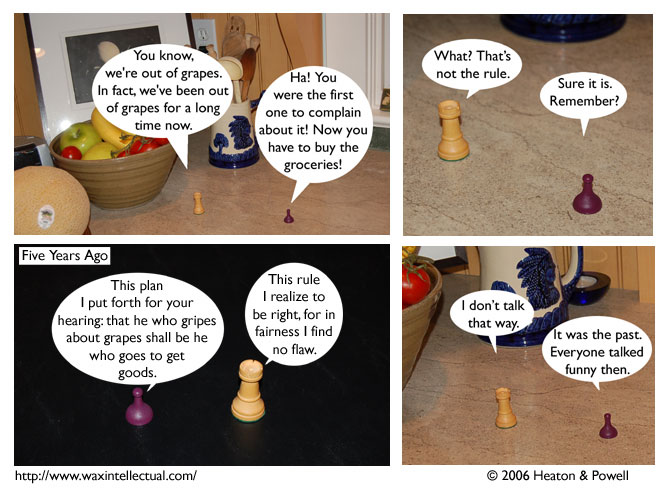 You know,
we're out of grapes.
In fact, we've been out
of grapes for a long
time now.
Ha! You
were the first
one to complain
about it! Now you
have to buy the
groceries!
What? That's
not the rule.
Sure it is.
Remember?
Five Years Ago
This plan
I put forth for your
hearing: that he who gripes
about grapes shall be he
who goes to get
goods.
This rule
I realize to
be right, for in
fairness I find
no flaw.
I don't talk
that way.
It was the past.
Everyone talked
funny then.
http://www.waxintellectual.com/
© 2006 Heaton & Powell